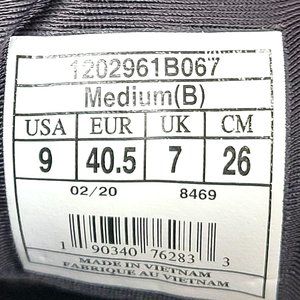 1202961B067
Medium(B)
USA EUR UK CM
9 40.5 7 26
02/20 8469
1 90340 76283 3
MADE IN VIETNAM
FABRIQUE AU VIETNAM